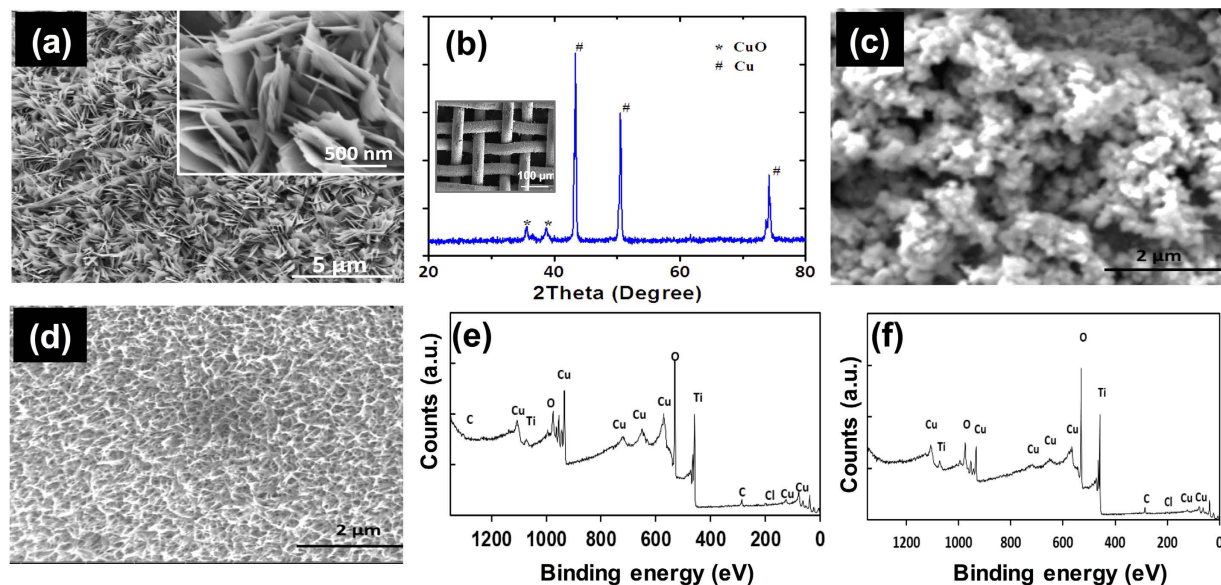 (a)
500 nm
5 μm
(b)
#
* CuO
# Cu
#
100 μm
#
* *
20 40 60 80
2Theta (Degree)
(c)
2 μm
(d)
2 μm
(e)
Counts (a.u.)
O
Cu
Ti
Cu
O
Cu
C
Ti
Cu
Cu
C
Cl
Cu
Cu
1200 1000 800 600 400 200 0
Binding energy (eV)
(f)
Counts (a.u.)
O
Ti
Cu
O
Cu
Ti
Cu
Cu
Cu
C
Cl
Cu
Cu
1200 1000 800 600 400 200 0
Binding energy (eV)